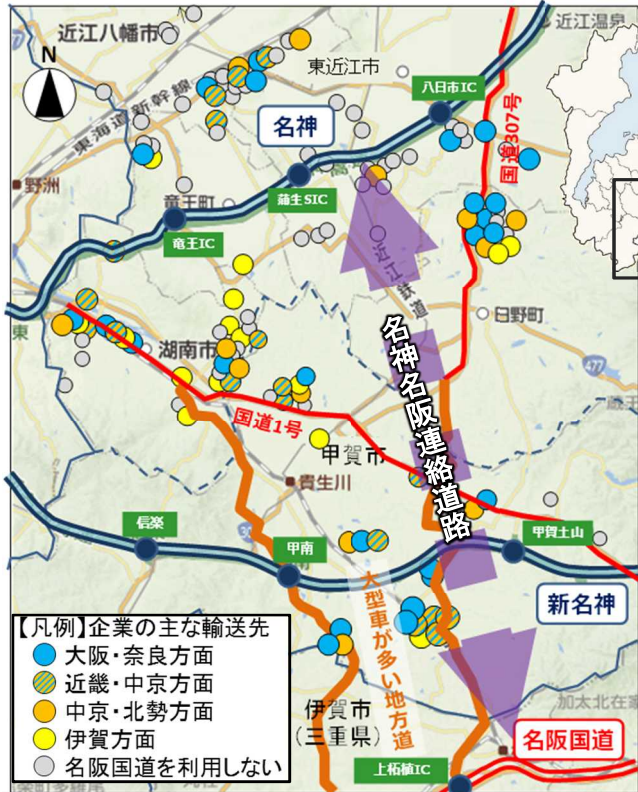 近江八幡市
近江温泉
N
東近江市
八日市IC
東海道新幹線
名神
国道307号
野洲
蒲生SIC
竜王町
竜王IC
近江鉄道
日野町
東
湖南市
名神名阪連絡道路
477
国道1号
甲賀市
貴生川
信楽
甲賀土山
甲南
新名神
大型車が多い地方道
【凡例】企業の主な輸送先
大阪・奈良方面
近畿・中京方面
中京・北勢方面
伊賀方面
名阪国道を利用しない
伊賀市
(三重県)
加太北在家
名阪国道
上柘植IC